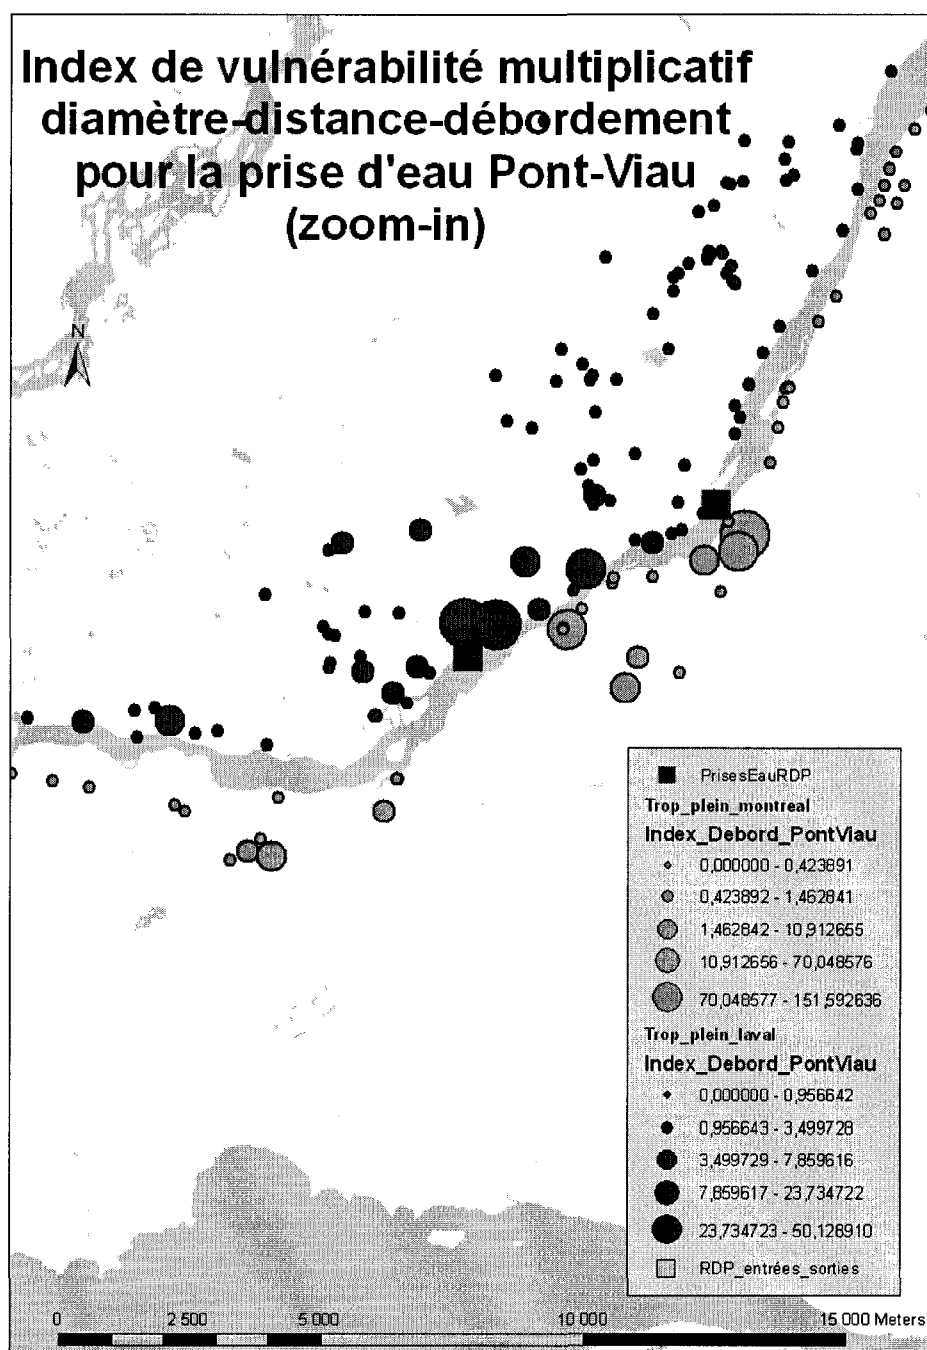 Index de vulnérabilité multiplicatif
diamètre-distance-débordement
pour la prise d'eau Pont-Viau
(zoom-in)
N
PrisesEauRDP
Trop_plein_montreal
Index_Debord_PontViau
0,000000 - 0,423891
0,423892 - 1,462841
1,462842 - 10,912655
10,912656 - 70,048576
70,048577 - 151,592636
Trop_plein_laval
Index_Debord_PontViau
0,000000 - 0,956642
0,956643 - 3,499728
3,499729 - 7,859616
7,859617 - 23,734722
23,734723 - 50,128910
RDP_entrées_sorties
0 2 500 5 000 10 000 15 000 Meters